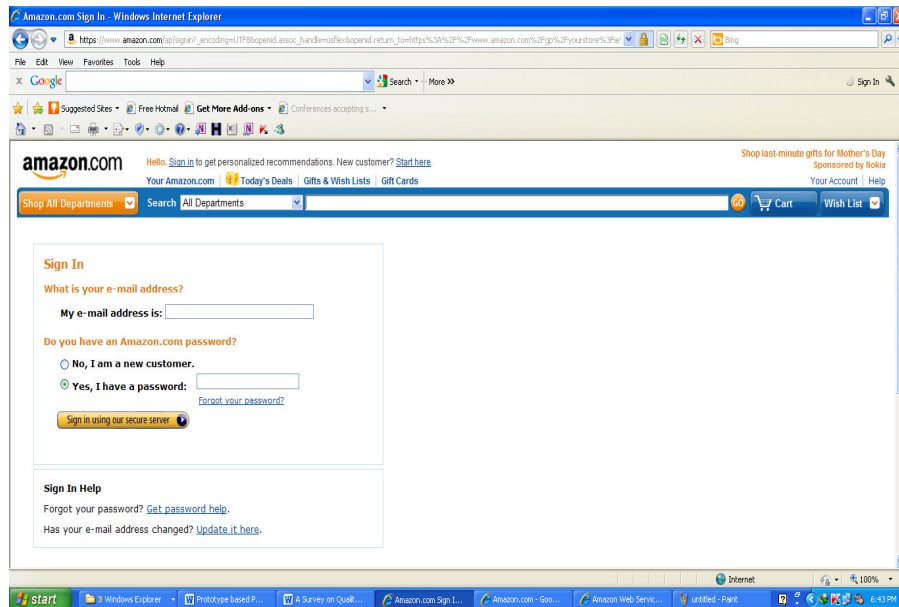 Amazon.com Sign In - Windows Internet Explorer
https://www.amazon.com/ap/signin?_encoding=UTF8&openid.assoc_handle=usflex&openid.return_to=https%3A%2F%2Fwww.amazon.com%2Fgp%2Fyourstore%3Fie
Bing
File Edit View Favorites Tools Help
x Google Search More >> Sign In
Suggested Sites Free Hotmail Get More Add-ons Conferences accepting s...
amazon.com
Hello. Sign in to get personalized recommendations. New customer? Start here.
Shop last-minute gifts for Mother's Day
Sponsored by Nokia
Your Amazon.com Today's Deals Gifts & Wish Lists Gift Cards
Your Account Help
Shop All Departments Search All Departments GO Cart Wish List
Sign In
What is your e-mail address?
My e-mail address is:
Do you have an Amazon.com password?
No, I am a new customer.
Yes, I have a password:
Forgot your password?
Sign in using our secure server
Sign In Help
Forgot your password? Get password help.
Has your e-mail address changed? Update it here.
Internet 100%
start 3 Windows Explorer Prototype based P... A Survey on Qualit... Amazon.com Sign I... Amazon.com - Goo... Amazon Web Servic... untitled - Paint 6:43 PM